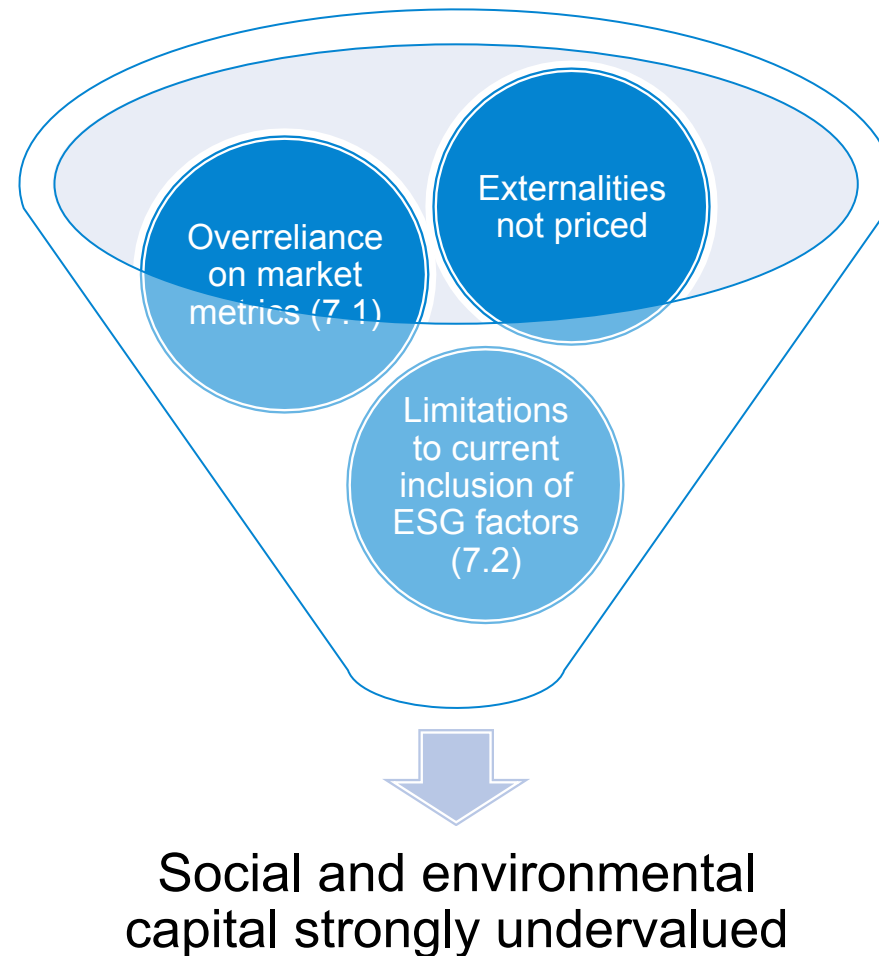 Externalities
not priced
Overreliance
on market
metrics (7.1)
Limitations
to current
inclusion of
ESG factors
(7.2)
Social and environmental
capital strongly undervalued